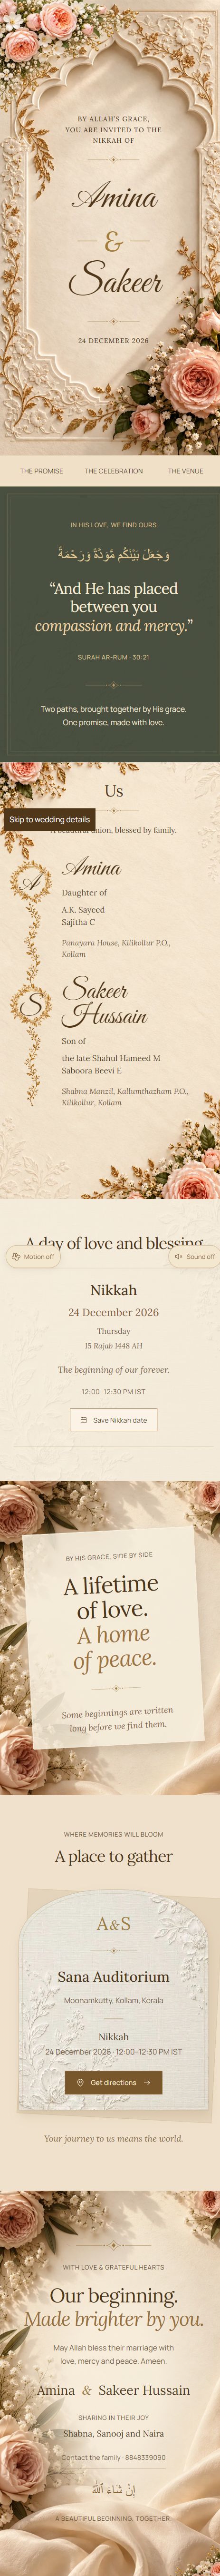 BY ALLAH'S GRACE,
YOU ARE INVITED TO THE
NIKKAH OF
Amina
&
Sakeer
24 DECEMBER 2026
THE PROMISE
THE CELEBRATION
THE VENUE
IN HIS LOVE, WE FIND OURS
وَجَعَلَ بَيْنَكُم مَّوَدَّةً وَرَحْمَةً
“And He has placed
between you
compassion and mercy.”
SURAH AR-RUM · 30:21
Two paths, brought together by His grace.
One promise, made with love.
Us
Skip to wedding details
union, blessed by family.
A
Amina
Daughter of
A.K. Sayeed
Sajitha C
Panayara House, Kilikollur P.O.,
Kollam
S
Sakeer
Hussain
Son of
the late Shahul Hameed M
Saboora Beevi E
Shabna Manzil, Kallumthazham P.O.,
Kilikollur, Kollam
A day of love and blessing
Motion off
Sound off
Nikkah
24 December 2026
Thursday
15 Rajab 1448 AH
The beginning of our forever.
12:00–12:30 PM IST
Save Nikkah date
BY HIS GRACE, SIDE BY SIDE
A lifetime
of love.
A home
of peace.
Some beginnings are written
long before we find them.
WHERE MEMORIES WILL BLOOM
A place to gather
A&S
Sana Auditorium
Moonamkutty, Kollam, Kerala
Nikkah
24 December 2026 · 12:00–12:30 PM IST
Get directions
Your journey to us means the world.
WITH LOVE & GRATEFUL HEARTS
Our beginning.
Made brighter by you.
May Allah bless their marriage with
love, mercy and peace. Ameen.
Amina & Sakeer Hussain
SHARING IN THEIR JOY
Shabna, Sanooj and Naira
Contact the family · 8848339090
إِنْ شَاءَ ٱللَّٰهُ
A BEAUTIFUL BEGINNING, TOGETHER